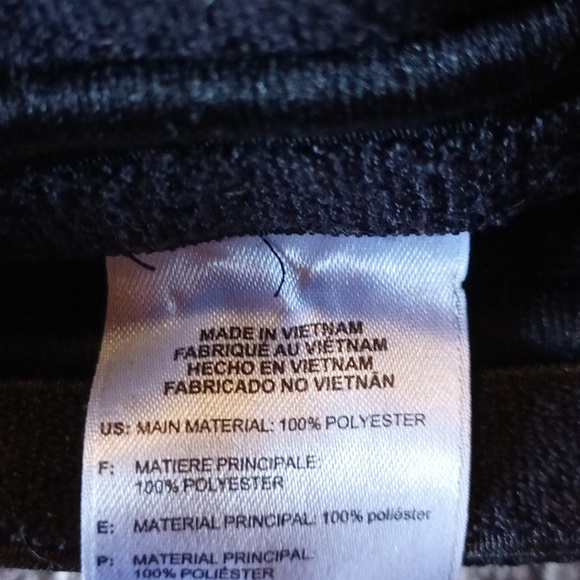 MADE IN VIETNAM
FABRIQUÉ AU VIÊTNAM
HECHO EN VIETNAM
FABRICADO NO VIETNÃN
US: MAIN MATERIAL: 100% POLYESTER
F: MATIERE PRINCIPALE:
100% POLYESTER
E: MATERIAL PRINCIPAL: 100% poliéster
P: MATERIAL PRINCIPAL:
100% POLIÉSTER